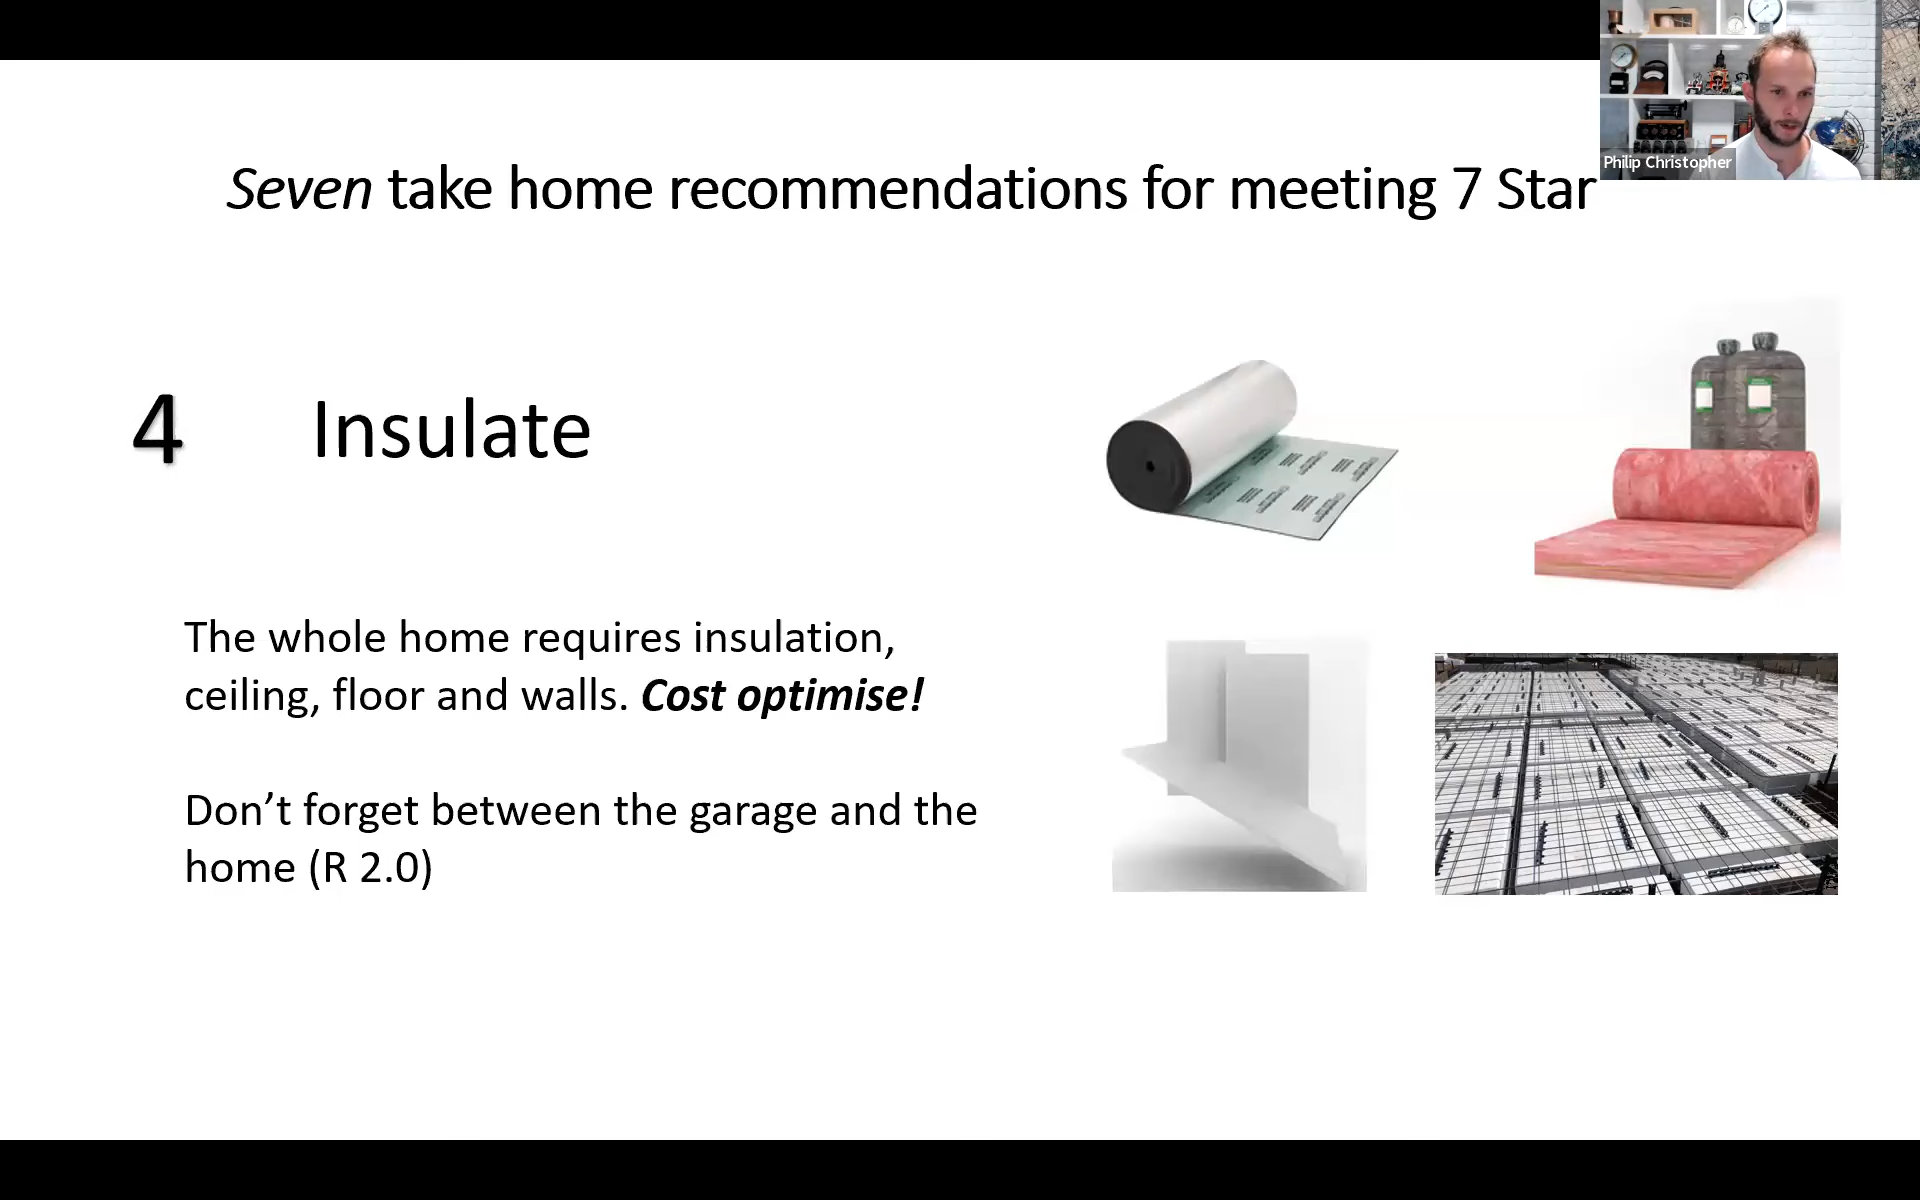 Philip Christopher
Seven take home recommendations for meeting 7 Star
4 Insulate
The whole home requires insulation,
ceiling, floor and walls. Cost optimise!
Don’t forget between the garage and the
home (R 2.0)